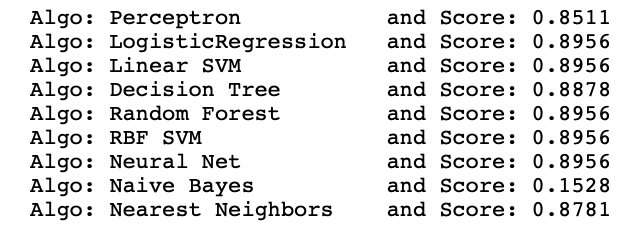 Algo: Perceptron and Score: 0.8511
Algo: LogisticRegression and Score: 0.8956
Algo: Linear SVM and Score: 0.8956
Algo: Decision Tree and Score: 0.8878
Algo: Random Forest and Score: 0.8956
Algo: RBF SVM and Score: 0.8956
Algo: Neural Net and Score: 0.8956
Algo: Naive Bayes and Score: 0.1528
Algo: Nearest Neighbors and Score: 0.8781